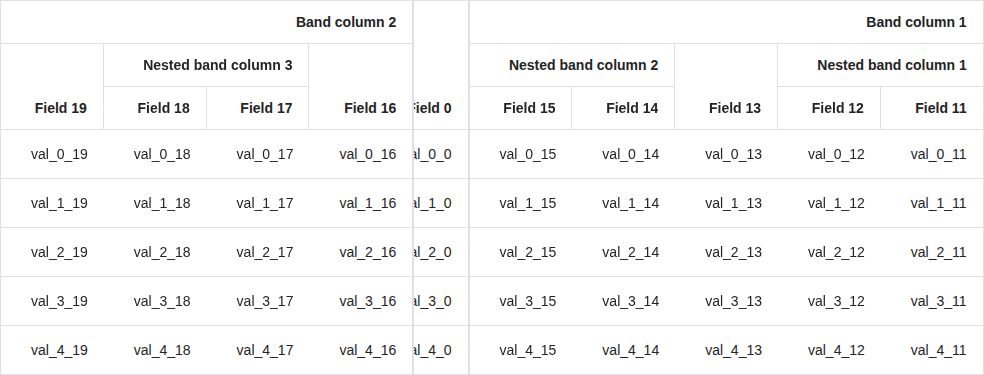 Band column 2 Band column 1
Nested band column 3 Nested band column 2 Nested band column 1
Field 19 Field 18 Field 17 Field 16 Field 0 Field 15 Field 14 Field 13 Field 12 Field 11
val_0_19 val_0_18 val_0_17 val_0_16 al_0_0 val_0_15 val_0_14 val_0_13 val_0_12 val_0_11
val_1_19 val_1_18 val_1_17 val_1_16 al_1_0 val_1_15 val_1_14 val_1_13 val_1_12 val_1_11
val_2_19 val_2_18 val_2_17 val_2_16 al_2_0 val_2_15 val_2_14 val_2_13 val_2_12 val_2_11
val_3_19 val_3_18 val_3_17 val_3_16 al_3_0 val_3_15 val_3_14 val_3_13 val_3_12 val_3_11
val_4_19 val_4_18 val_4_17 val_4_16 al_4_0 val_4_15 val_4_14 val_4_13 val_4_12 val_4_11